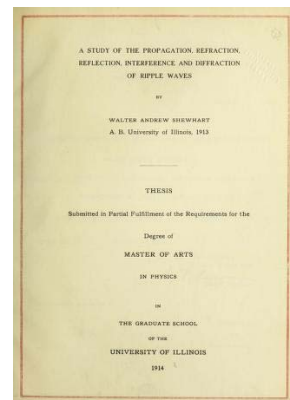 A STUDY OF THE PROPAGATION, REFRACTION,
REFLECTION, INTERFERENCE AND DIFFRACTION
OF RIPPLE WAVES
BY
WALTER ANDREW SHEWHART
A. B. University of Illinois, 1913
THESIS
Submitted in Partial Fulfillment of the Requirements for the
Degree of
MASTER OF ARTS
IN PHYSICS
IN
THE GRADUATE SCHOOL
OF THE
UNIVERSITY OF ILLINOIS
1914